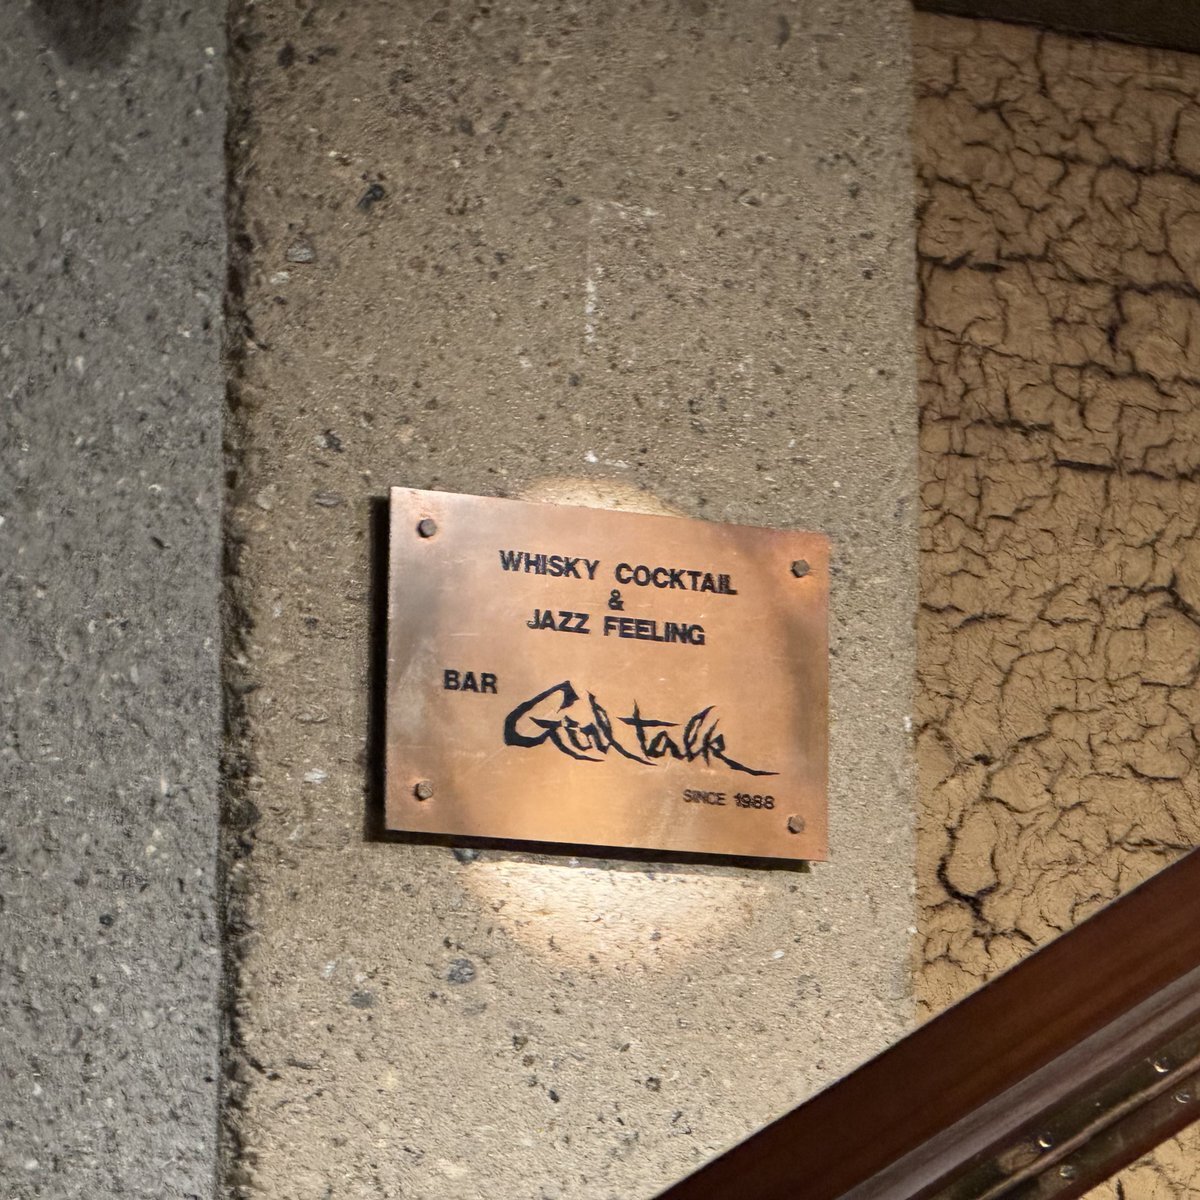 WHISKY COCKTAIL
&
JAZZ FEELING
BAR
Girl talk
SINCE 1988